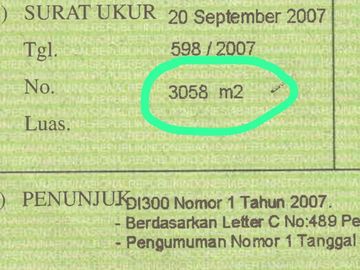 ) SURAT UKUR 20 September 2007
Tgl. 598 / 2007
No. 3058 m2
Luas.
) PENUNJUK DI300 Nomor 1 Tahun 2007.
- Berdasarkan Letter C No:489 Pe
- Pengumuman Nomor 1 Tanggal